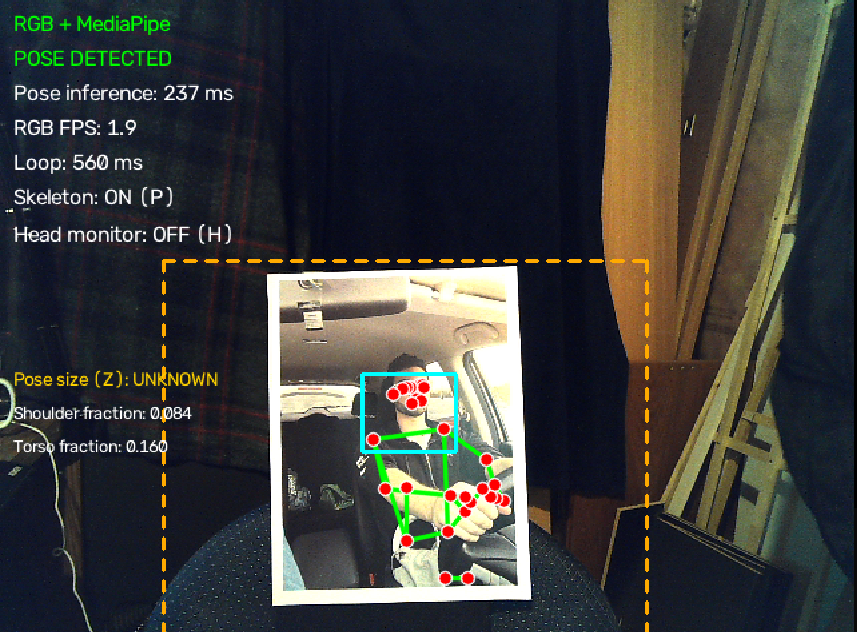 RGB + MediaPipe
POSE DETECTED
Pose inference: 237 ms
RGB FPS: 1.9
Loop: 560 ms
Skeleton: ON (P)
Head monitor: OFF (H)
Pose size (Z): UNKNOWN
Shoulder fraction: 0.084
Torso fraction: 0.160